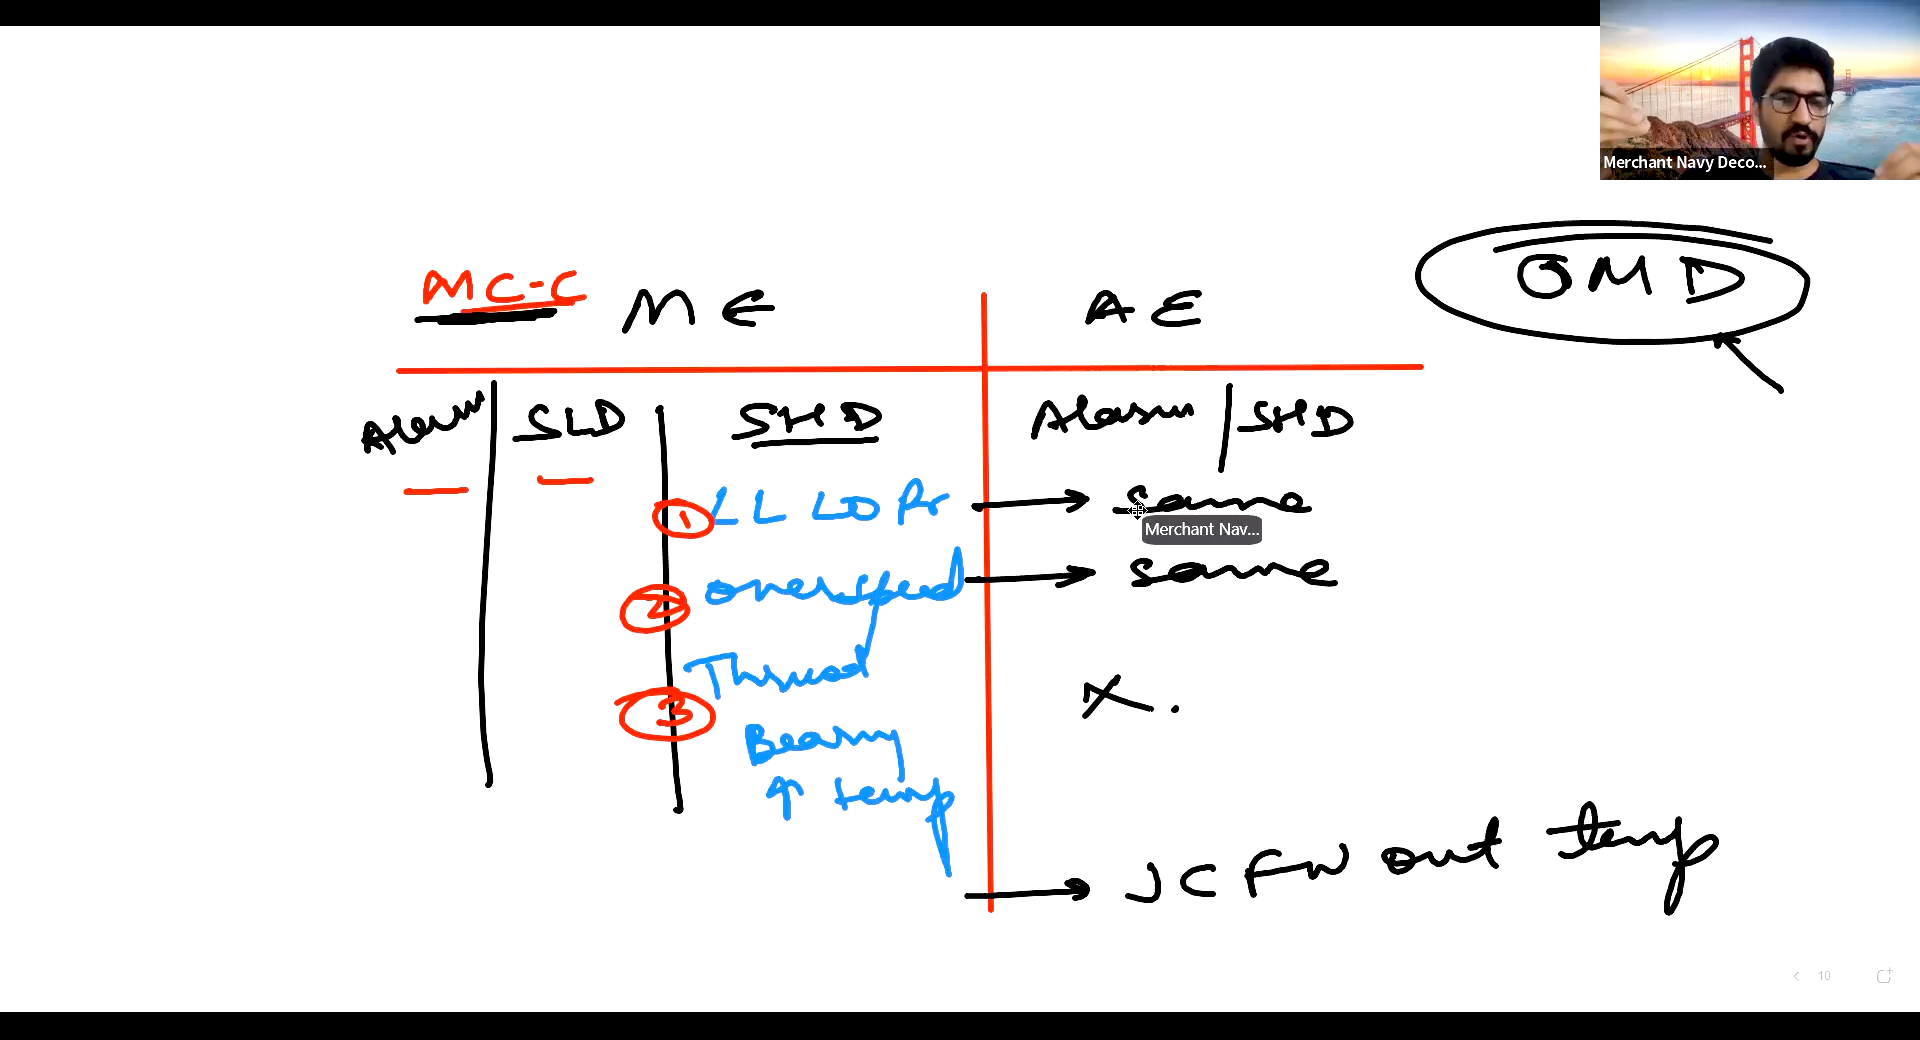 Merchant Navy Deco...
OMD
MC-C
ME
AE
Alarm
SLD
SHD
Alarm
SHD
① LL LO Pr → same
Merchant Nav...
② overspeed → same
③ Thrust
Bearing
↑ temp
X.
→ JC FW out temp
10